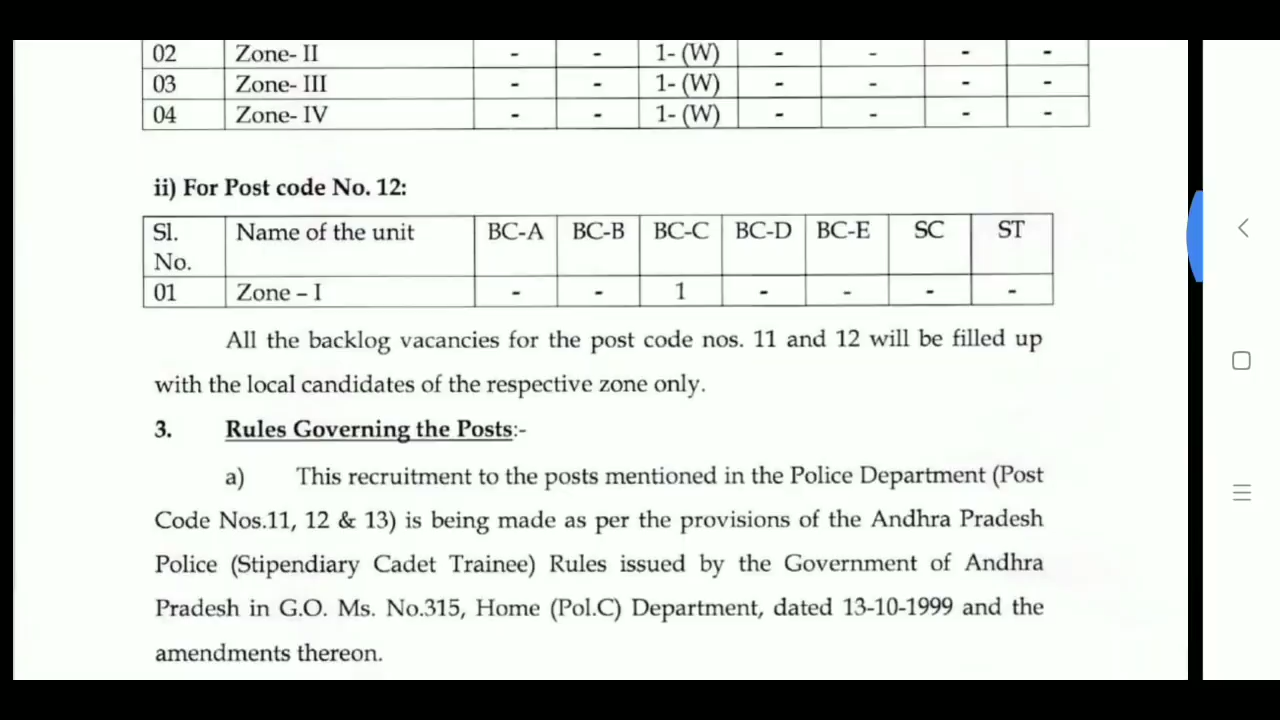 02 Zone- II - - 1- (W) - - - -
03 Zone- III - - 1- (W) - - - -
04 Zone- IV - - 1- (W) - - - -
ii) For Post code No. 12:
Sl. No. Name of the unit BC-A BC-B BC-C BC-D BC-E SC ST
01 Zone – I - - 1 - - - -
All the backlog vacancies for the post code nos. 11 and 12 will be filled up
with the local candidates of the respective zone only.
3. Rules Governing the Posts:-
a) This recruitment to the posts mentioned in the Police Department (Post
Code Nos.11, 12 & 13) is being made as per the provisions of the Andhra Pradesh
Police (Stipendiary Cadet Trainee) Rules issued by the Government of Andhra
Pradesh in G.O. Ms. No.315, Home (Pol.C) Department, dated 13-10-1999 and the
amendments thereon.